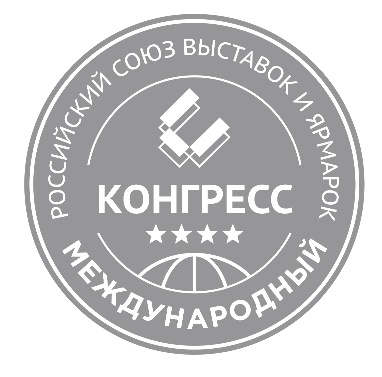 РОССИЙСКИЙ СОЮЗ ВЫСТАВОК И ЯРМАРОК
КОНГРЕСС
МЕЖДУНАРОДНЫЙ